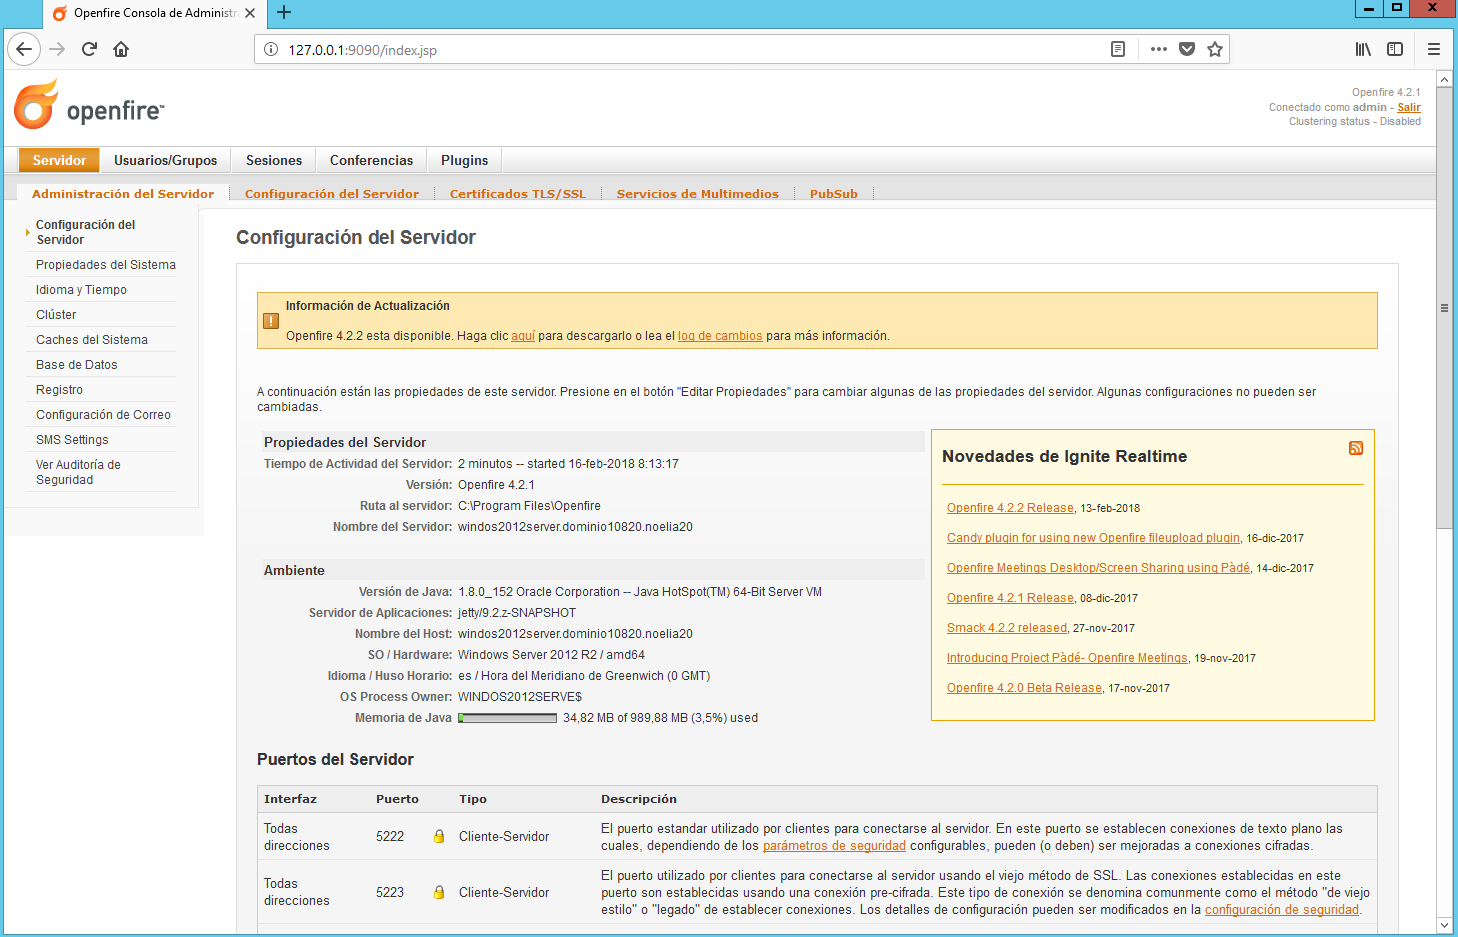 Openfire Consola de Administra
127.0.0.1:9090/index.jsp
openfire™
Openfire 4.2.1
Conectado como admin - Salir
Clustering status - Disabled
Servidor
Usuarios/Grupos
Sesiones
Conferencias
Plugins
Administración del Servidor
Configuración del Servidor
Certificados TLS/SSL
Servicios de Multimedios
PubSub
Configuración del
Servidor
Propiedades del Sistema
Idioma y Tiempo
Clúster
Caches del Sistema
Base de Datos
Registro
Configuración de Correo
SMS Settings
Ver Auditoría de
Seguridad
Configuración del Servidor
Información de Actualización
Openfire 4.2.2 esta disponible. Haga clic aquí para descargarlo o lea el log de cambios para más información.
A continuación están las propiedades de este servidor. Presione en el botón "Editar Propiedades" para cambiar algunas de las propiedades del servidor. Algunas configuraciones no pueden ser
cambiadas.
Propiedades del Servidor
Tiempo de Actividad del Servidor: 2 minutos -- started 16-feb-2018 8:13:17
Versión: Openfire 4.2.1
Ruta al servidor: C:\Program Files\Openfire
Nombre del Servidor: windos2012server.dominio10820.noelia20
Ambiente
Versión de Java: 1.8.0_152 Oracle Corporation -- Java HotSpot(TM) 64-Bit Server VM
Servidor de Aplicaciones: jetty/9.2.z-SNAPSHOT
Nombre del Host: windos2012server.dominio10820.noelia20
SO / Hardware: Windows Server 2012 R2 / amd64
Idioma / Huso Horario: es / Hora del Meridiano de Greenwich (0 GMT)
OS Process Owner: WINDOS2012SERVE$
Memoria de Java 34,82 MB of 989,88 MB (3,5%) used
Novedades de Ignite Realtime
Openfire 4.2.2 Release, 13-feb-2018
Candy plugin for using new Openfire fileupload plugin, 16-dic-2017
Openfire Meetings Desktop/Screen Sharing using Pàdé, 14-dic-2017
Openfire 4.2.1 Release, 08-dic-2017
Smack 4.2.2 released, 27-nov-2017
Introducing Project Pàdé- Openfire Meetings, 19-nov-2017
Openfire 4.2.0 Beta Release, 17-nov-2017
Puertos del Servidor
Interfaz Puerto Tipo Descripción
Todas
direcciones
5222
Cliente-Servidor
El puerto estandar utilizado por clientes para conectarse al servidor. En este puerto se establecen conexiones de texto plano las
cuales, dependiendo de los parámetros de seguridad configurables, pueden (o deben) ser mejoradas a conexiones cifradas.
Todas
direcciones
5223
Cliente-Servidor
El puerto utilizado por clientes para conectarse al servidor usando el viejo método de SSL. Las conexiones establecidas en este
puerto son establecidas usando una conexión pre-cifrada. Este tipo de conexión se denomina comunmente como el método "de viejo
estilo" o "legado" de establecer conexiones. Los detalles de configuración pueden ser modificados en la configuración de seguridad.